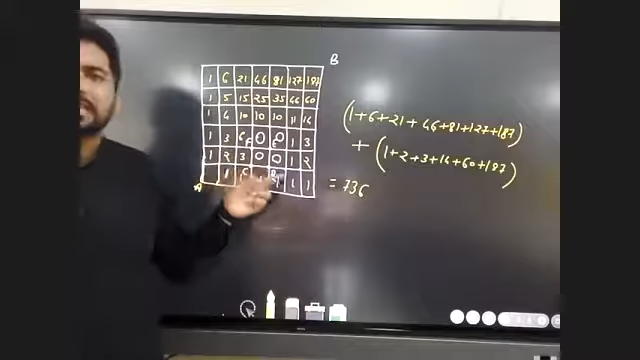 B
1 6 21 46 81 127 187
1 5 15 25 35 46 60
1 4 10 10 10 11 14
1 3 6 F 0 0 E 1 3
1 2 3 0 0 1 2
1 C 1 1
A
(1+6+21+46+81+127+187)
+ (1+2+3+14+60+187)
= 736